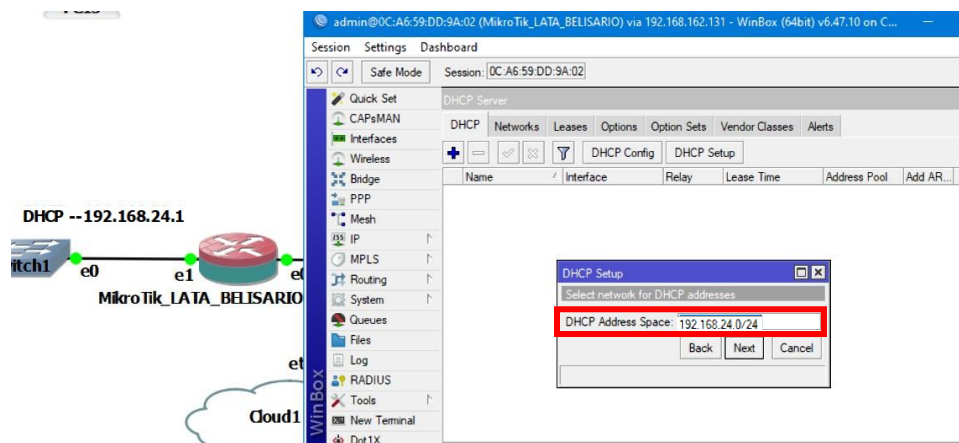 admin@0C:A6:59:DD:9A:02 (MikroTik_LATA_BELISARIO) via 192.168.162.131 - WinBox (64bit) v6.47.10 on C...
Session Settings Dashboard
Safe Mode Session: 0C:A6:59:DD:9A:02
Quick Set
CAPsMAN
Interfaces
Wireless
Bridge
PPP
Mesh
IP
MPLS
Routing
System
Queues
Files
Log
RADIUS
Tools
New Terminal
Dot1X
WinBox
DHCP Server
DHCP Networks Leases Options Option Sets Vendor Classes Alerts
DHCP Config DHCP Setup
Name Interface Relay Lease Time Address Pool Add AR...
DHCP Setup
Select network for DHCP addresses
DHCP Address Space: 192.168.24.0/24
Back Next Cancel
DHCP --192.168.24.1
itch1 e0 e1 e
MikroTik_LATA_BELISARIO
et
Cloud1